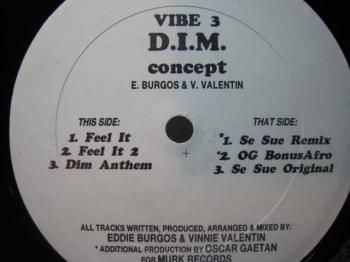 VIBE 3
D.I.M.
concept
E. BURGOS & V. VALENTIN
THIS SIDE:
1. Feel It
2. Feel It 2
3. Dim Anthem
THAT SIDE:
*1. Se Sue Remix
*2. OG BonusAfro
3. Se Sue Original
ALL TRACKS WRITTEN, PRODUCED, ARRANGED & MIXED BY:
EDDIE BURGOS & VINNIE VALENTIN
* ADDITIONAL PRODUCTION BY OSCAR GAETAN
FOR MURK RECORDS